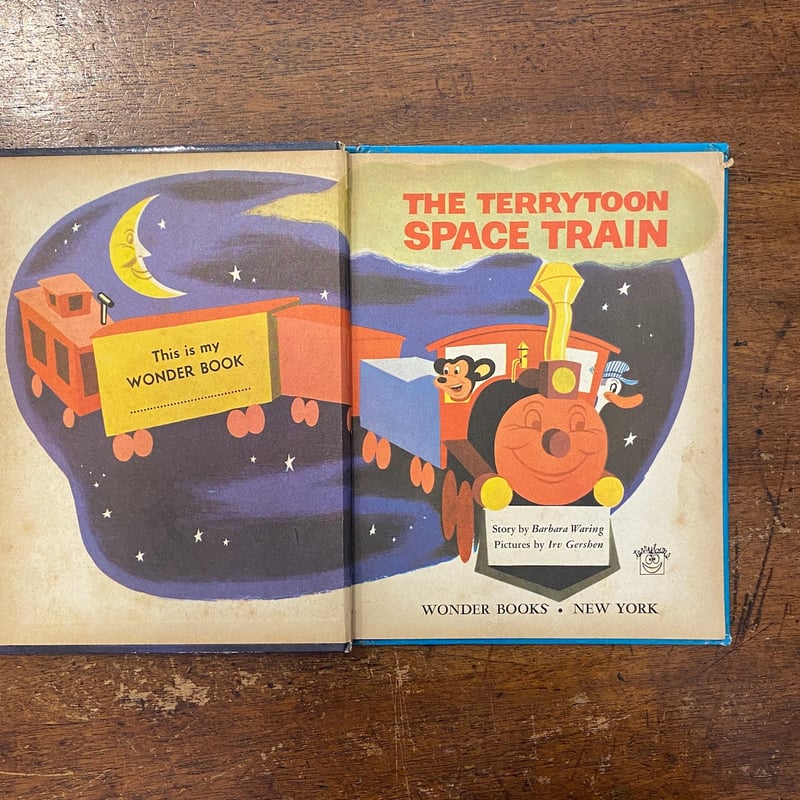 This is my
WONDER BOOK
THE TERRYTOON
SPACE TRAIN
Story by Barbara Waring
Pictures by Irv Gershen
terrytoons
WONDER BOOKS • NEW YORK